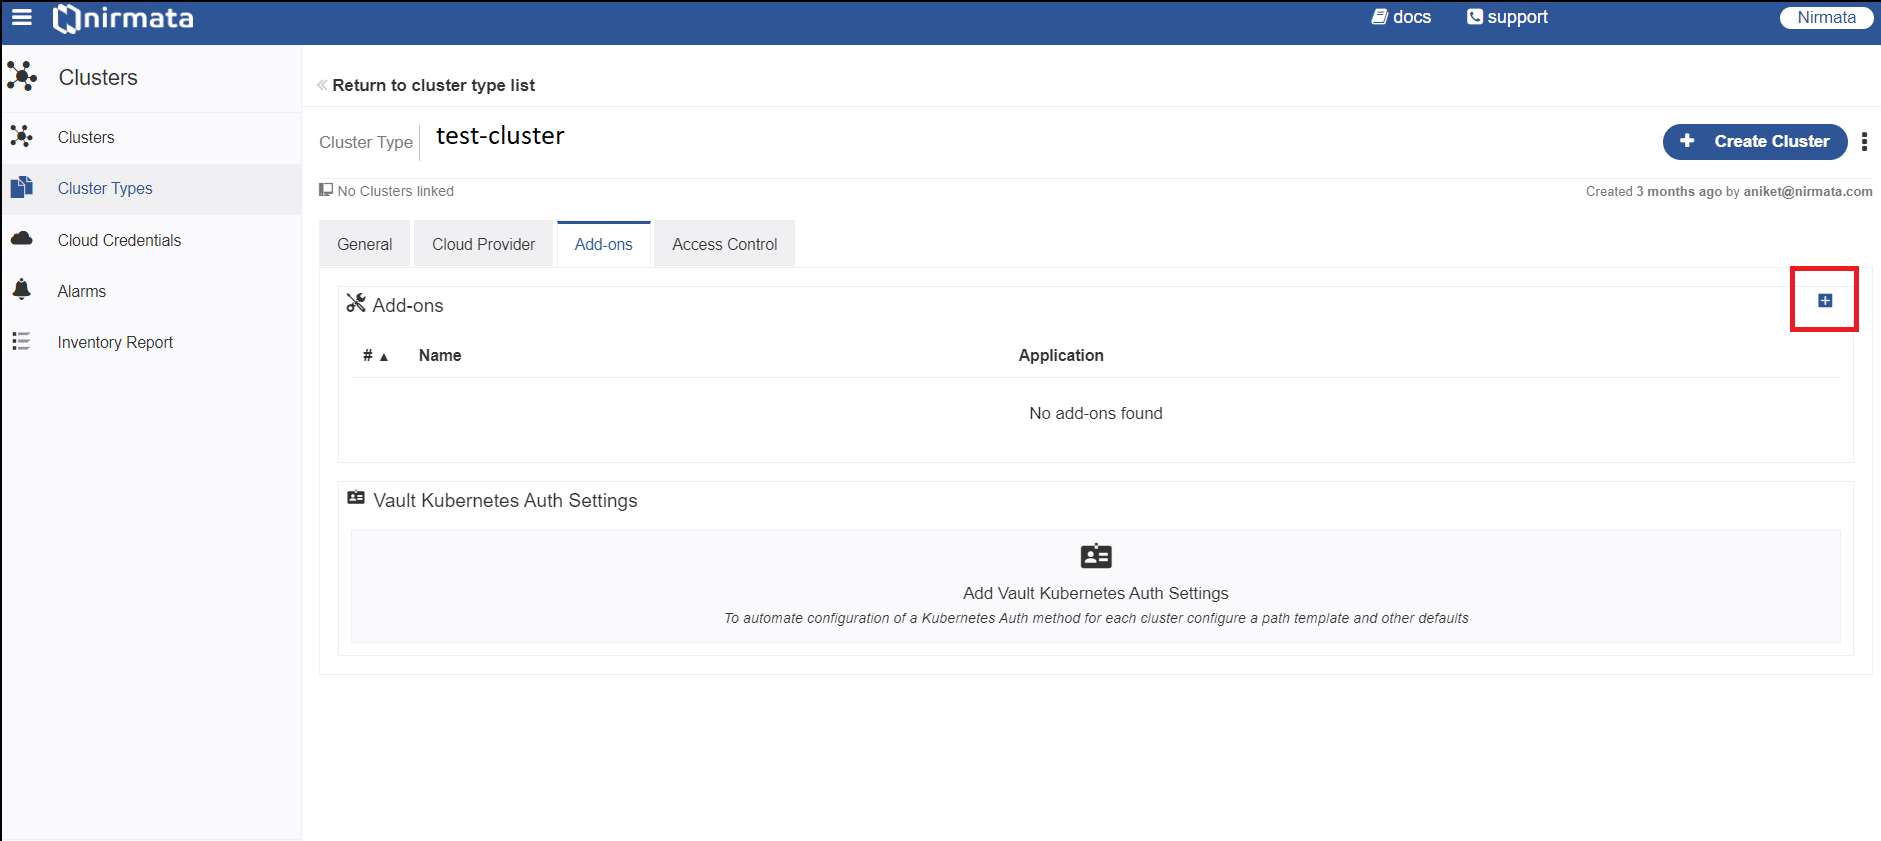 nirmata
docs
support
Nirmata
Clusters
Clusters
Cluster Types
Cloud Credentials
Alarms
Inventory Report
« Return to cluster type list
Cluster Type
test-cluster
+ Create Cluster
No Clusters linked
Created 3 months ago by aniket@nirmata.com
General
Cloud Provider
Add-ons
Access Control
Add-ons
# ▲ Name Application
No add-ons found
Vault Kubernetes Auth Settings
Add Vault Kubernetes Auth Settings
To automate configuration of a Kubernetes Auth method for each cluster configure a path template and other defaults